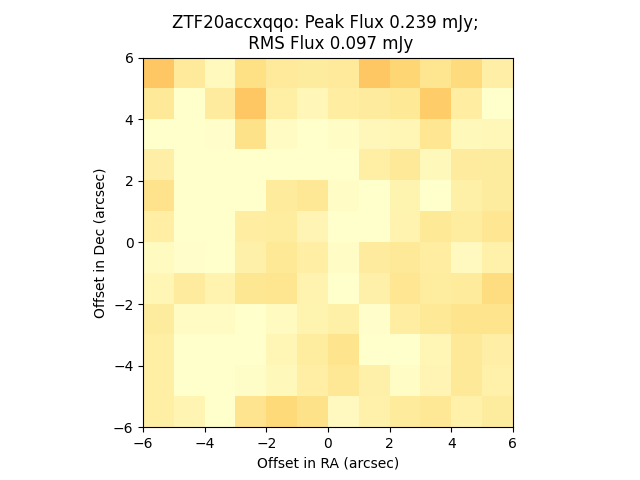 ZTF20accxqqo: Peak Flux 0.239 mJy;
RMS Flux 0.097 mJy
6
4
2
0
−2
−4
−6
Offset in Dec (arcsec)
−6 −4 −2 0 2 4 6
Offset in RA (arcsec)